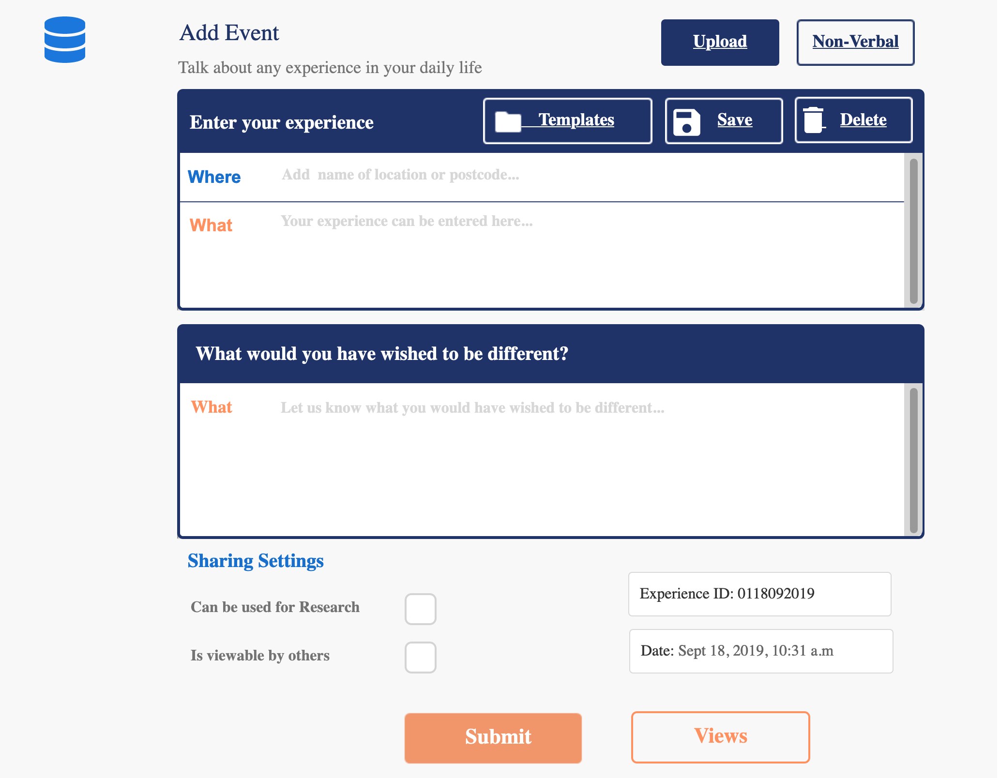 Add Event
Upload
Non-Verbal
Talk about any experience in your daily life
Enter your experience
Templates
Save
Delete
Where
Add name of location or postcode...
What
Your experience can be entered here...
What would you have wished to be different?
What
Let us know what you would have wished to be different...
Sharing Settings
Can be used for Research
Experience ID: 0118092019
Is viewable by others
Date: Sept 18, 2019, 10:31 a.m
Submit
Views